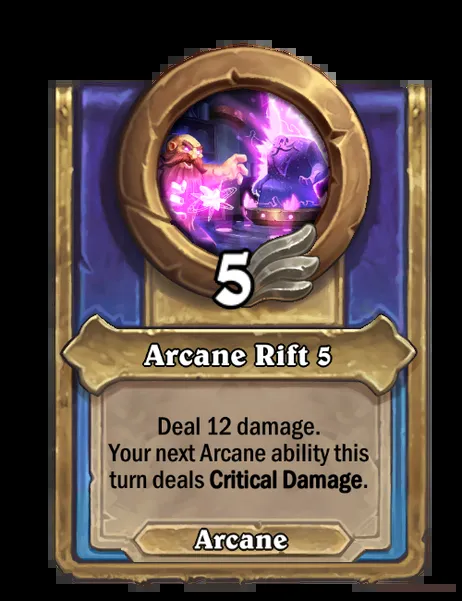 5
Arcane Rift 5
Deal 12 damage.
Your next Arcane ability this
turn deals Critical Damage.
Arcane